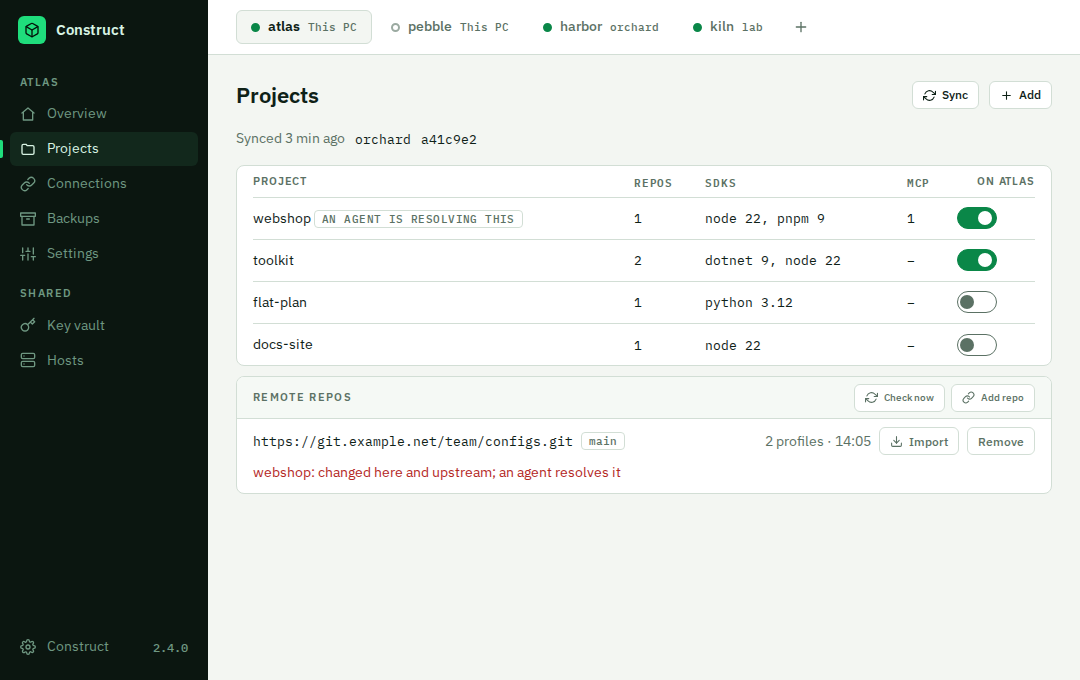 Construct
atlas This PC
pebble This PC
harbor orchard
kiln lab
ATLAS
Overview
Projects
Connections
Backups
Settings
SHARED
Key vault
Hosts
Construct 2.4.0
Projects
Sync
Add
Synced 3 min ago orchard a41c9e2
PROJECT REPOS SDKS MCP ON ATLAS
webshop AN AGENT IS RESOLVING THIS 1 node 22, pnpm 9 1
toolkit 2 dotnet 9, node 22 –
flat-plan 1 python 3.12 –
docs-site 1 node 22 –
REMOTE REPOS Check now Add repo
https://git.example.net/team/configs.git main 2 profiles · 14:05 Import Remove
webshop: changed here and upstream; an agent resolves it